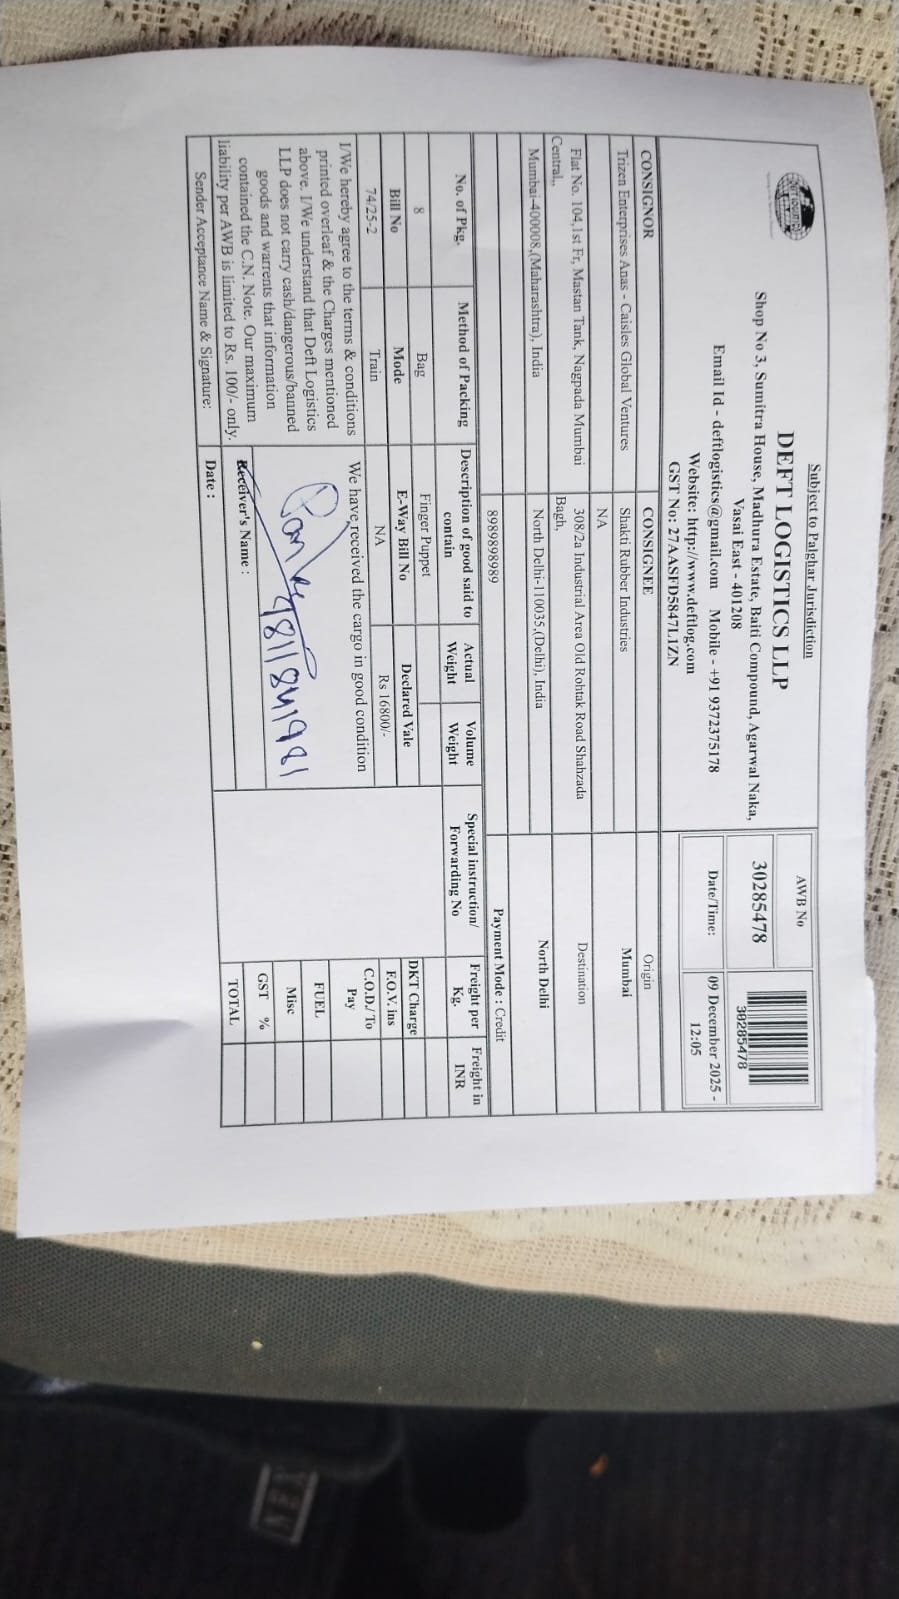 Subject to Palghar Jurisdiction
DEFT LOGISTICS LLP
Shop No 3, Sumitra House, Madhura Estate, Baiti Compound, Agarwal Naka,
Vasai East - 401208
Email Id - deftlogistics@gmail.com Mobile - +91 9372375178
Website: http://www.deftlog.com
GST No: 27AASFD5847L1ZN
AWB No
30285478
30285478
Date/Time:
09 December 2025 -
12:05
CONSIGNOR
CONSIGNEE
Origin
Trizen Enterprises Anas - Caisles Global Ventures
Shakti Rubber Industries
Mumbai
NA
Flat No. 104,1st Fr, Mastan Tank, Nagpada Mumbai
Central,,
308/2a Industrial Area Old Rohtak Road Shahzada
Bagh,
Destination
Mumbai-400008,(Maharashtra), India
North Delhi-110035,(Delhi), India
North Delhi
8989898989
Payment Mode : Credit
No. of Pkg.
Method of Packing
Description of good said to
contain
Actual
Weight
Volume
Weight
Special instruction/
Forwarding No
Freight per
Kg.
Freight in
INR
8
Bag
Finger Puppet
DKT Charge
Bill No
Mode
E-Way Bill No
Declared Vale
F.O.V. ins
74/25-2
Train
NA
Rs 16800/-
C.O.D./ To
Pay
I/We hereby agree to the terms & conditions
printed overleaf & the Charges mentioned
above. I/We understand that Deft Logistics
LLP does not carry cash/dangerous/banned
goods and warrents that information
contained the C.N. Note. Our maximum
liability per AWB is limited to Rs. 100/- only.
We have received the cargo in good condition
9811841981
FUEL
Misc
Receiver's Name :
GST %
Sender Acceptance Name & Signature:
Date :
TOTAL